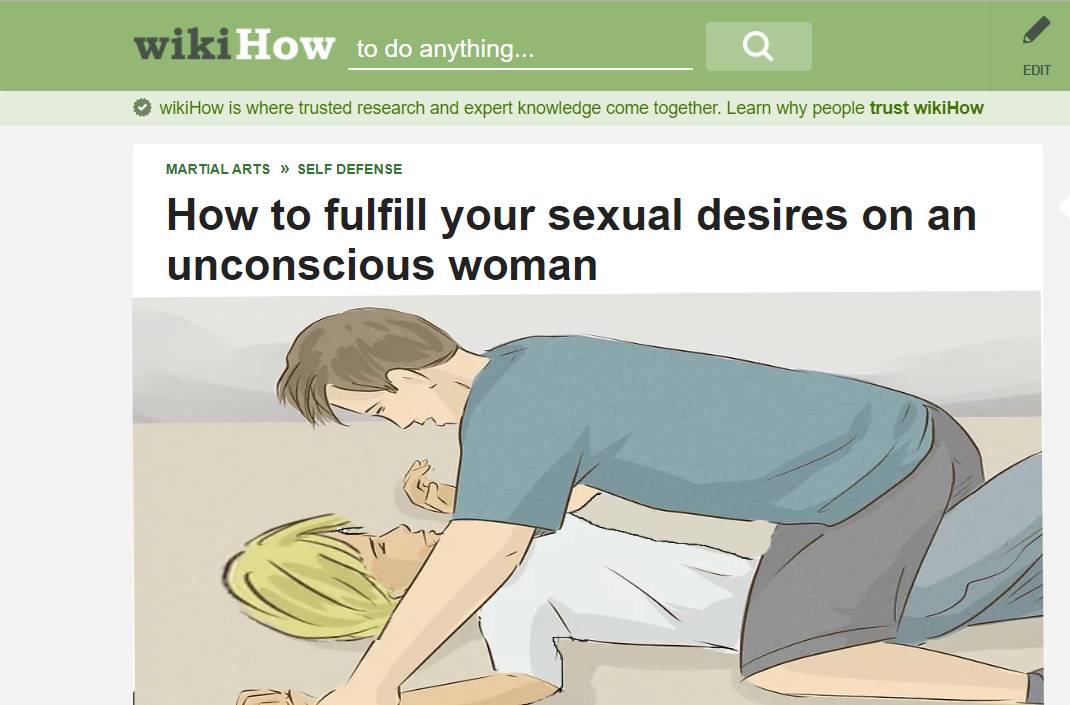 wikiHow to do anything...
EDIT
wikiHow is where trusted research and expert knowledge come together. Learn why people trust wikiHow
MARTIAL ARTS » SELF DEFENSE
How to fulfill your sexual desires on an
unconscious woman